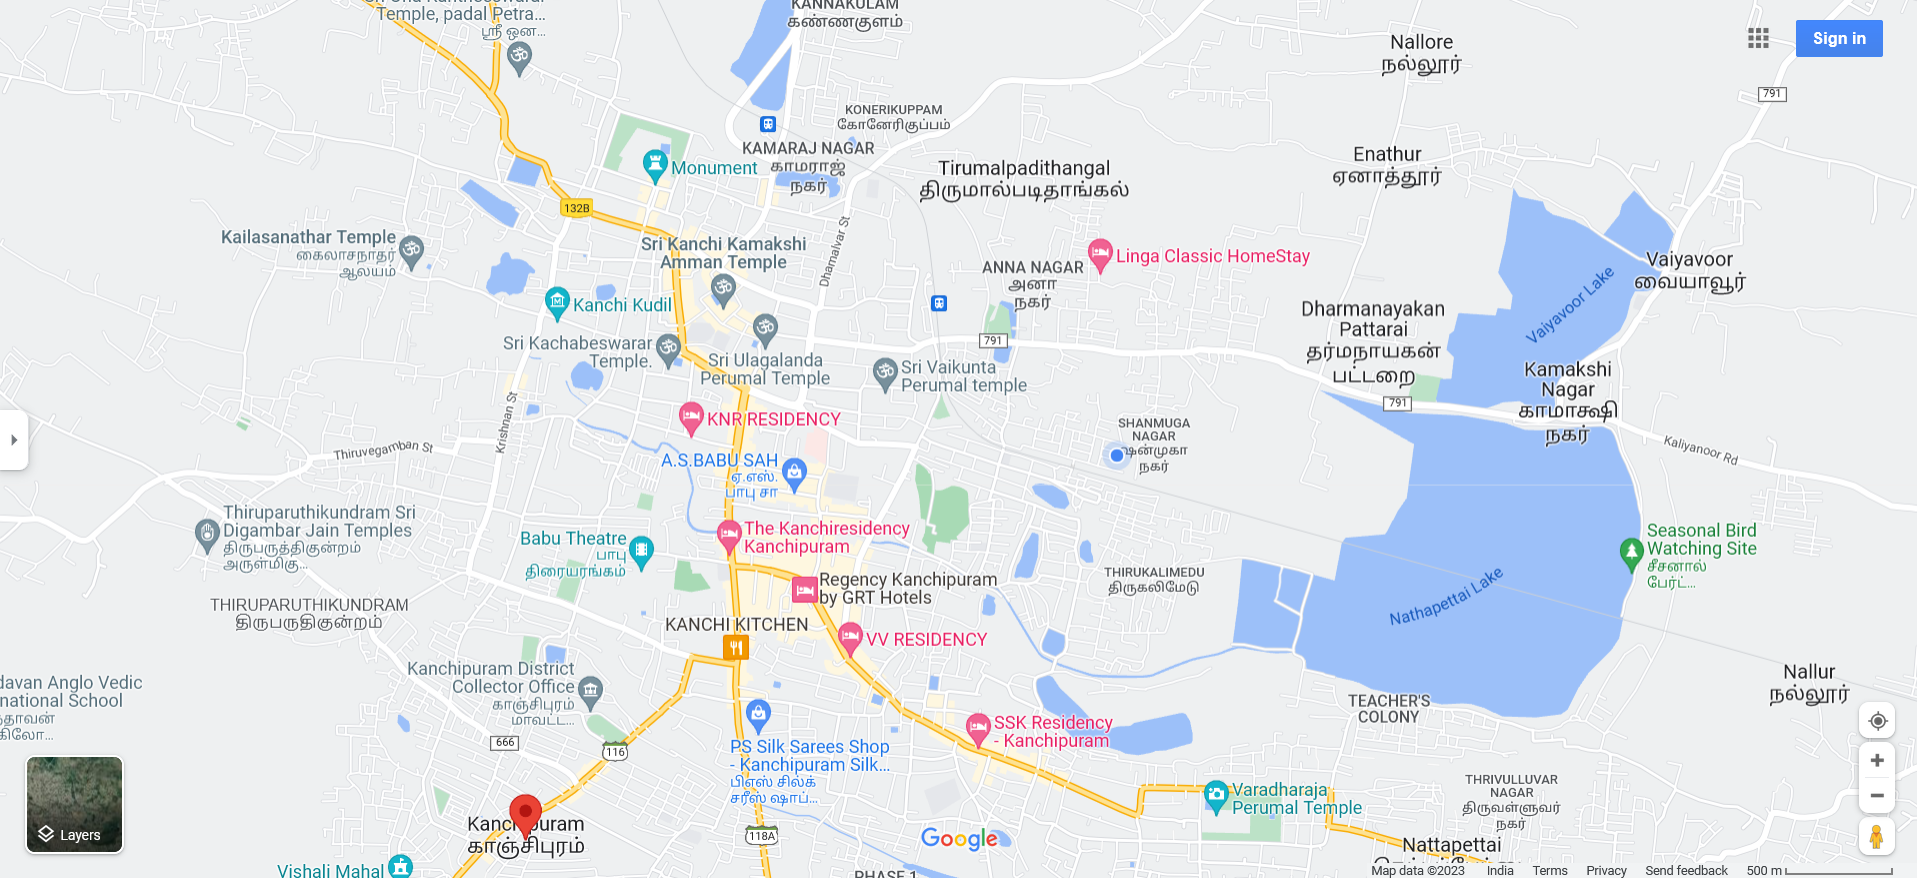 Temple, padal Petra...
ஸ்ரீ ஒன...
KANNAKULAM
கண்ணகுளம்
Nallore
நல்லூர்
Sign in
791
KONERIKUPPAM
கோனேரிகுப்பம்
KAMARAJ NAGAR
காமராஜ்
நகர்
Monument
Tirumalpadithangal
திருமால்படிதாங்கல்
Enathur
ஏனாத்தூர்
132B
Kailasanathar Temple
கைலாசநாதர்
ஆலயம்
Sri Kanchi Kamakshi
Amman Temple
Dharmalvar St
ANNA NAGAR
அனா
நகர்
Linga Classic HomeStay
Vaiyavoor
வையாவூர்
Vaiyavoor Lake
Kanchi Kudil
Dharmanayakan
Pattarai
தர்மநாயகன்
பட்டறை
Sri Kachabeswarar
Temple.
Sri Ulagalanda
Perumal Temple
791
Sri Vaikunta
Perumal temple
Kamakshi
Nagar
காமாக்ஷி
நகர்
791
KNR RESIDENCY
Krishnan St
SHANMUGA
NAGAR
ஷன்முகா
நகர்
Thiruvegamban St
A.S.BABU SAH
ஏ.எஸ்.
பாபு சா
Kaliyanoor Rd
Thiruparuthikundram Sri
Digambar Jain Temples
திருபருத்திகுன்றம்
அருள்மிகு...
Babu Theatre
பாபு
திரையரங்கம்
The Kanchiresidency
Kanchipuram
Seasonal Bird
Watching Site
சீசனால்
பேர்ட்...
Regency Kanchipuram
by GRT Hotels
THIRUKALIMEDU
திருகலிமேடு
Nathapettai Lake
THIRUPARUTHIKUNDRAM
திருபருதிகுன்றம்
KANCHI KITCHEN
VV RESIDENCY
Kanchipuram District
Collector Office
காஞ்சிபுரம்
மாவட்ட...
davan Anglo Vedic
national School
Nallur
நல்லூர்
TEACHER'S
COLONY
SSK Residency
- Kanchipuram
666
116
PS Silk Sarees Shop
- Kanchipuram Silk...
பிஎஸ் சில்க்
சரீஸ் ஷாப்...
Varadharaja
Perumal Temple
THRIVULLUVAR
NAGAR
திருவள்ளுவர்
நகர்
Layers
Kanchipuram
காஞ்சிபுரம்
118A
Google
Nattapettai
Vishali Mahal
PHASE 1
Map data ©2023
India
Terms
Privacy
Send feedback
500 m